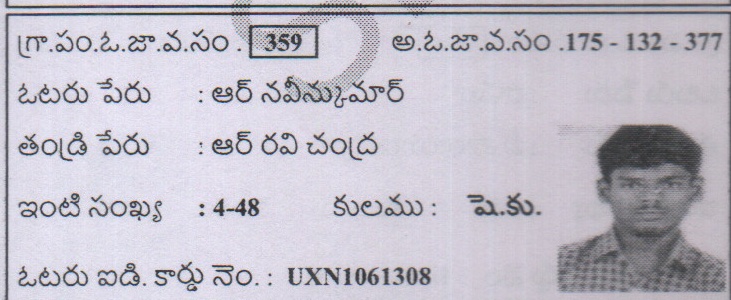 గ్రా.పం.ఓ.జా.వ.సం . 359 అ.ఓ.జా.వ.సం .175 - 132 - 377
ఓటరు పేరు : ఆర్ నవీన్కుమార్
తండ్రి పేరు : ఆర్ రవి చంద్ర
ఇంటి సంఖ్య : 4-48 కులము : షె.కు.
ఓటరు ఐడి. కార్డు నెం. : UXN1061308